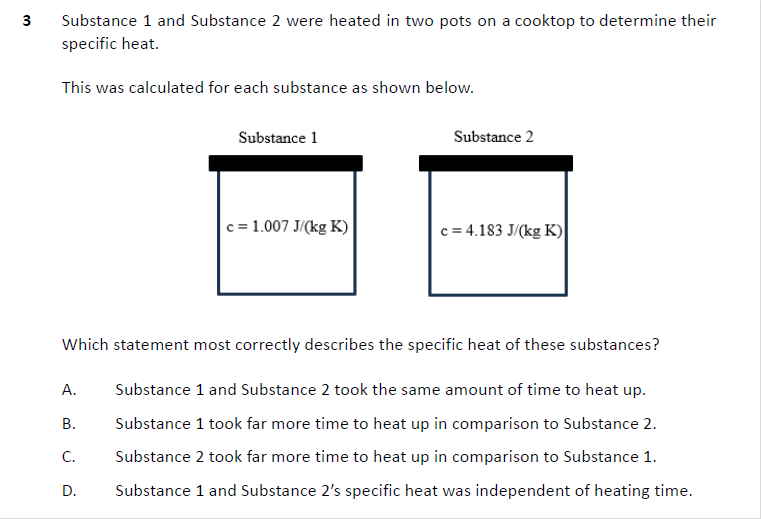 3 Substance 1 and Substance 2 were heated in two pots on a cooktop to determine their
specific heat.
This was calculated for each substance as shown below.
Substance 1
Substance 2
c = 1.007 J/(kg K)
c = 4.183 J/(kg K)
Which statement most correctly describes the specific heat of these substances?
A. Substance 1 and Substance 2 took the same amount of time to heat up.
B. Substance 1 took far more time to heat up in comparison to Substance 2.
C. Substance 2 took far more time to heat up in comparison to Substance 1.
D. Substance 1 and Substance 2’s specific heat was independent of heating time.